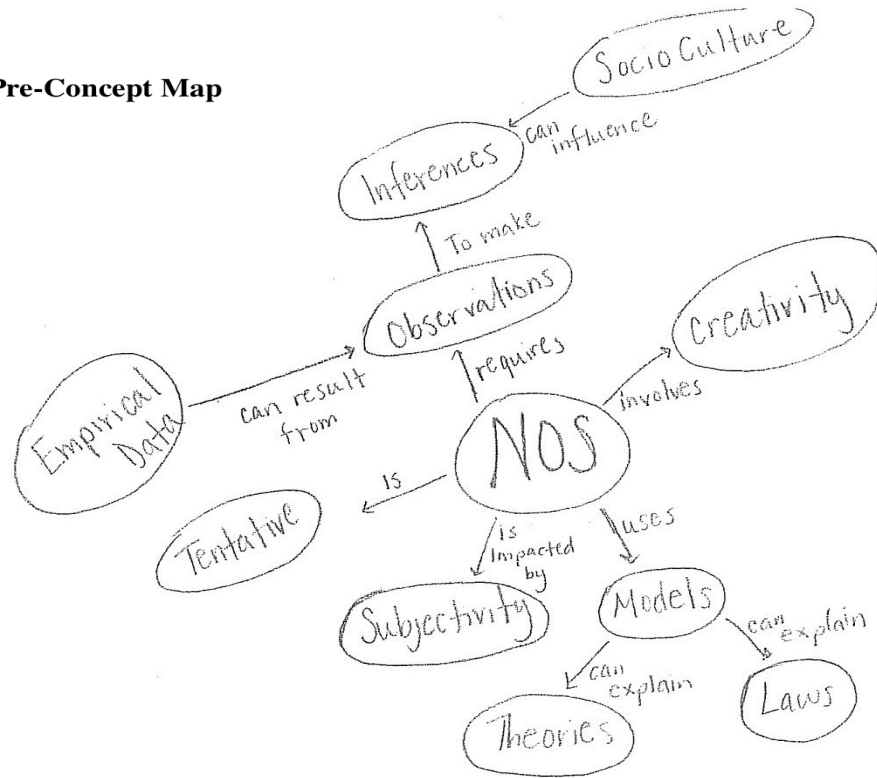 Pre-Concept Map
Socio Culture
can
influence
Inferences
To make
Observations
Creativity
requires
involves
can result
from
Empirical
Data
NOS
is
Tentative
is
Impacted
by
uses
Subjectivity
Models
can
explain
can
explain
Theories
Laws